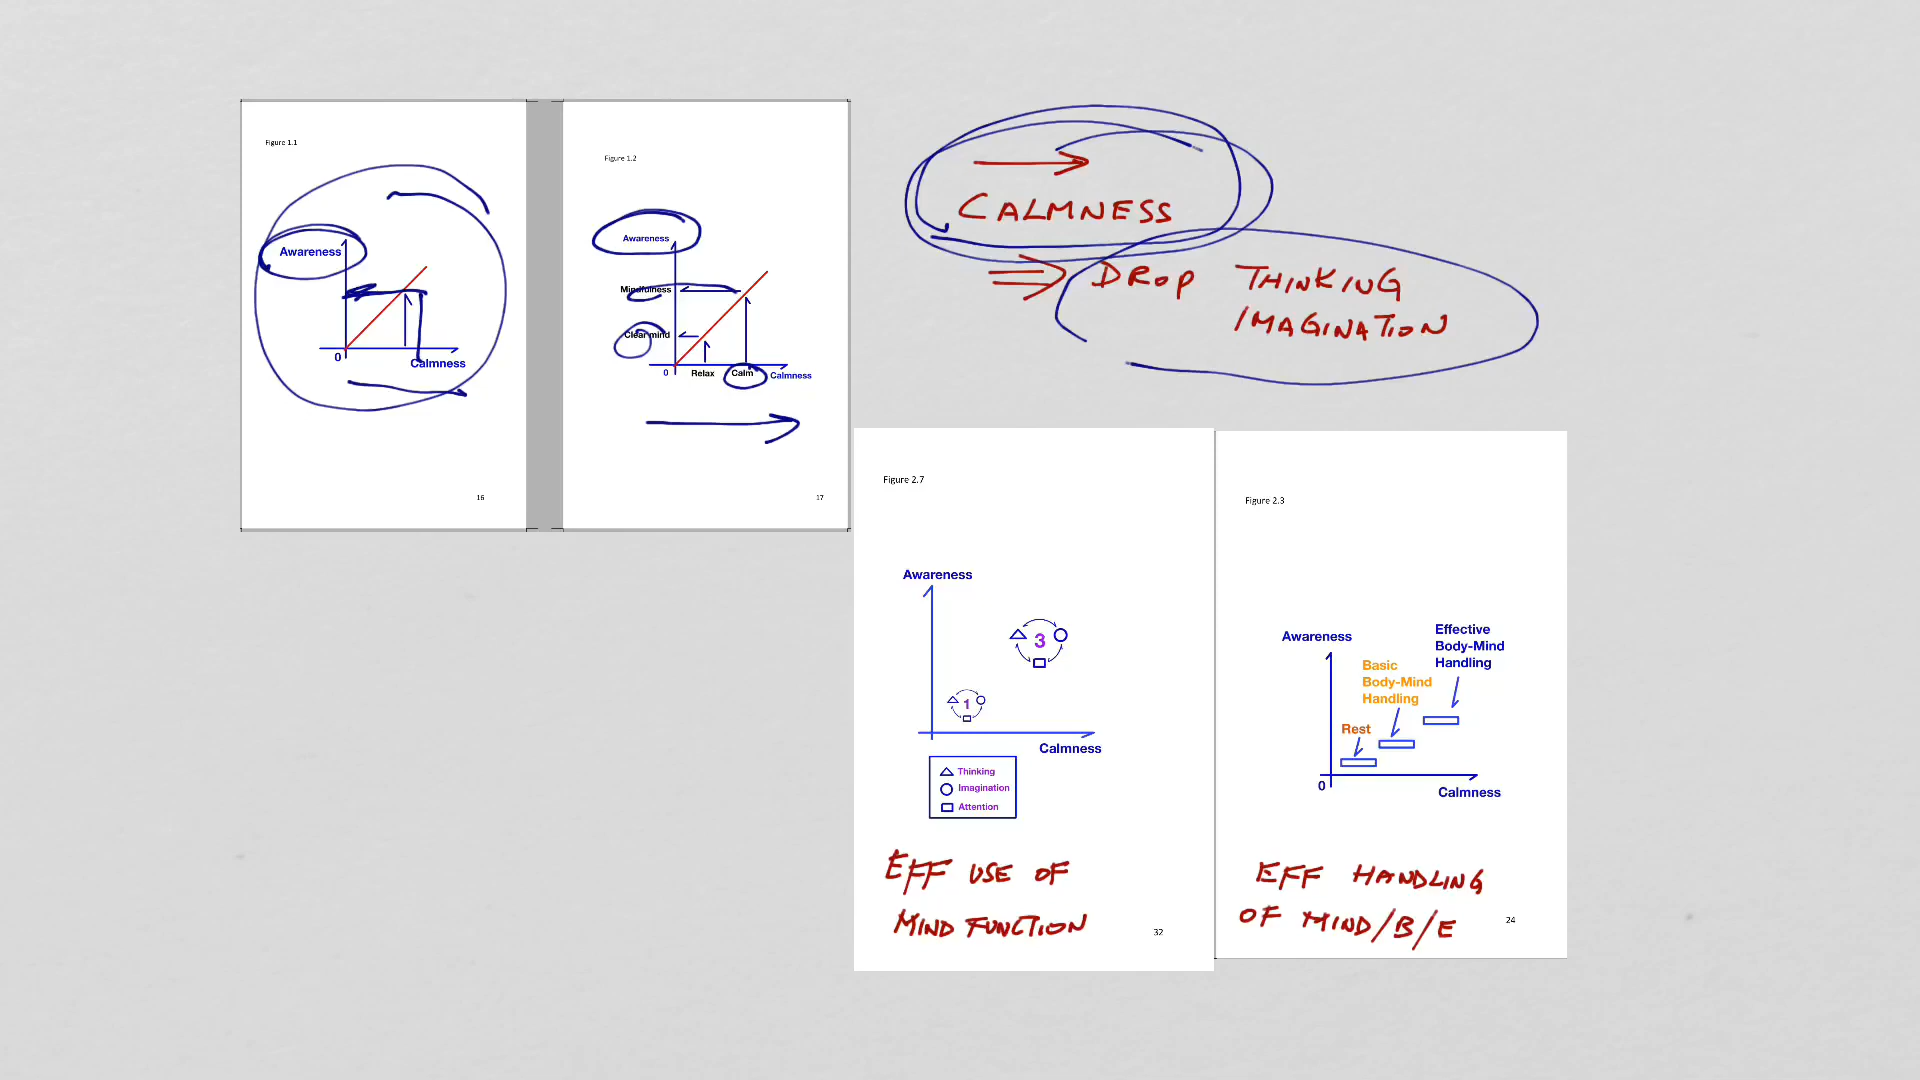 Figure 1.1
Awareness
0
Calmness
16
Figure 1.2
Awareness
Mindfulness
Clear mind
0
Relax
Calm
Calmness
17
CALMNESS
DROP THINKING
IMAGINATION
Figure 2.7
Awareness
3
1
Calmness
Thinking
Imagination
Attention
EFF USE OF
MIND FUNCTION
32
Figure 2.3
Awareness
Effective
Body-Mind
Handling
Basic
Body-Mind
Handling
Rest
0
Calmness
EFF HANDLING
OF MIND/B/E
24